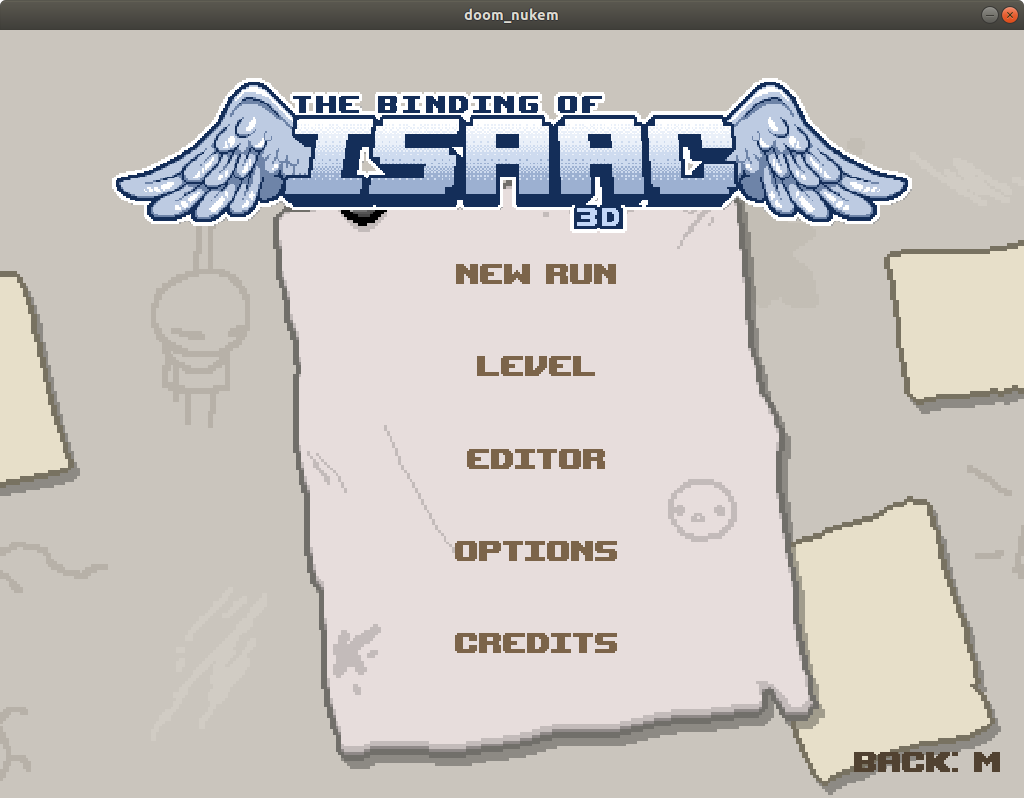 doom_nukem
THE BINDING OF
ISAAC
3D
NEW RUN
LEVEL
EDITOR
OPTIONS
CREDITS
BACK: M